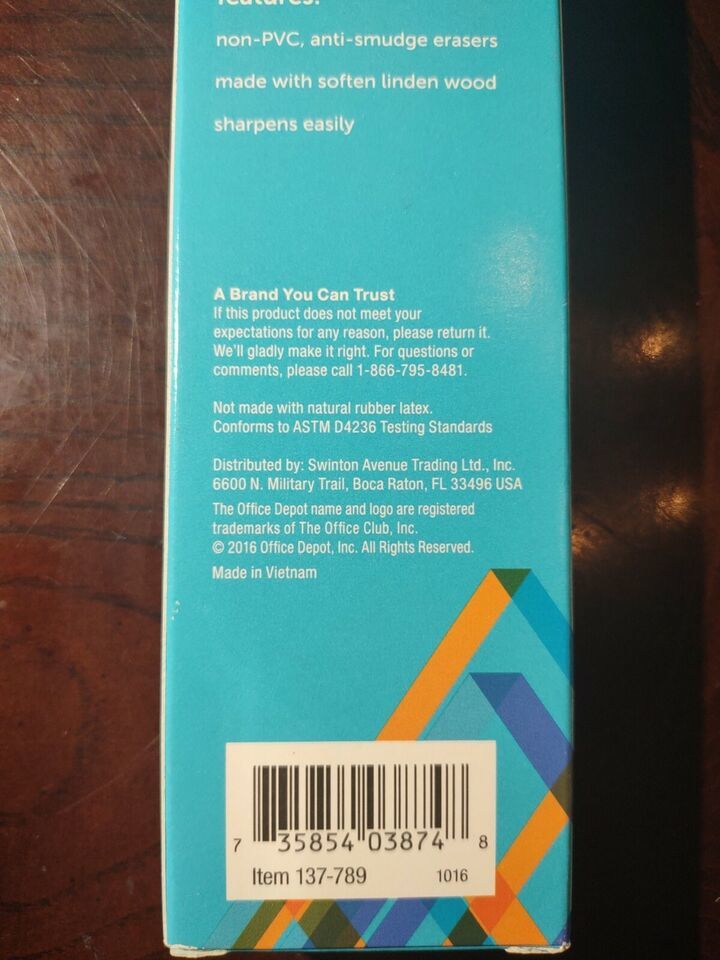 features:
non-PVC, anti-smudge erasers
made with soften linden wood
sharpens easily
A Brand You Can Trust
If this product does not meet your
expectations for any reason, please return it.
We'll gladly make it right. For questions or
comments, please call 1-866-795-8481.
Not made with natural rubber latex.
Conforms to ASTM D4236 Testing Standards
Distributed by: Swinton Avenue Trading Ltd., Inc.
6600 N. Military Trail, Boca Raton, FL 33496 USA
The Office Depot name and logo are registered
trademarks of The Office Club, Inc.
© 2016 Office Depot, Inc. All Rights Reserved.
Made in Vietnam
7 35854 03874 8
Item 137-789 1016